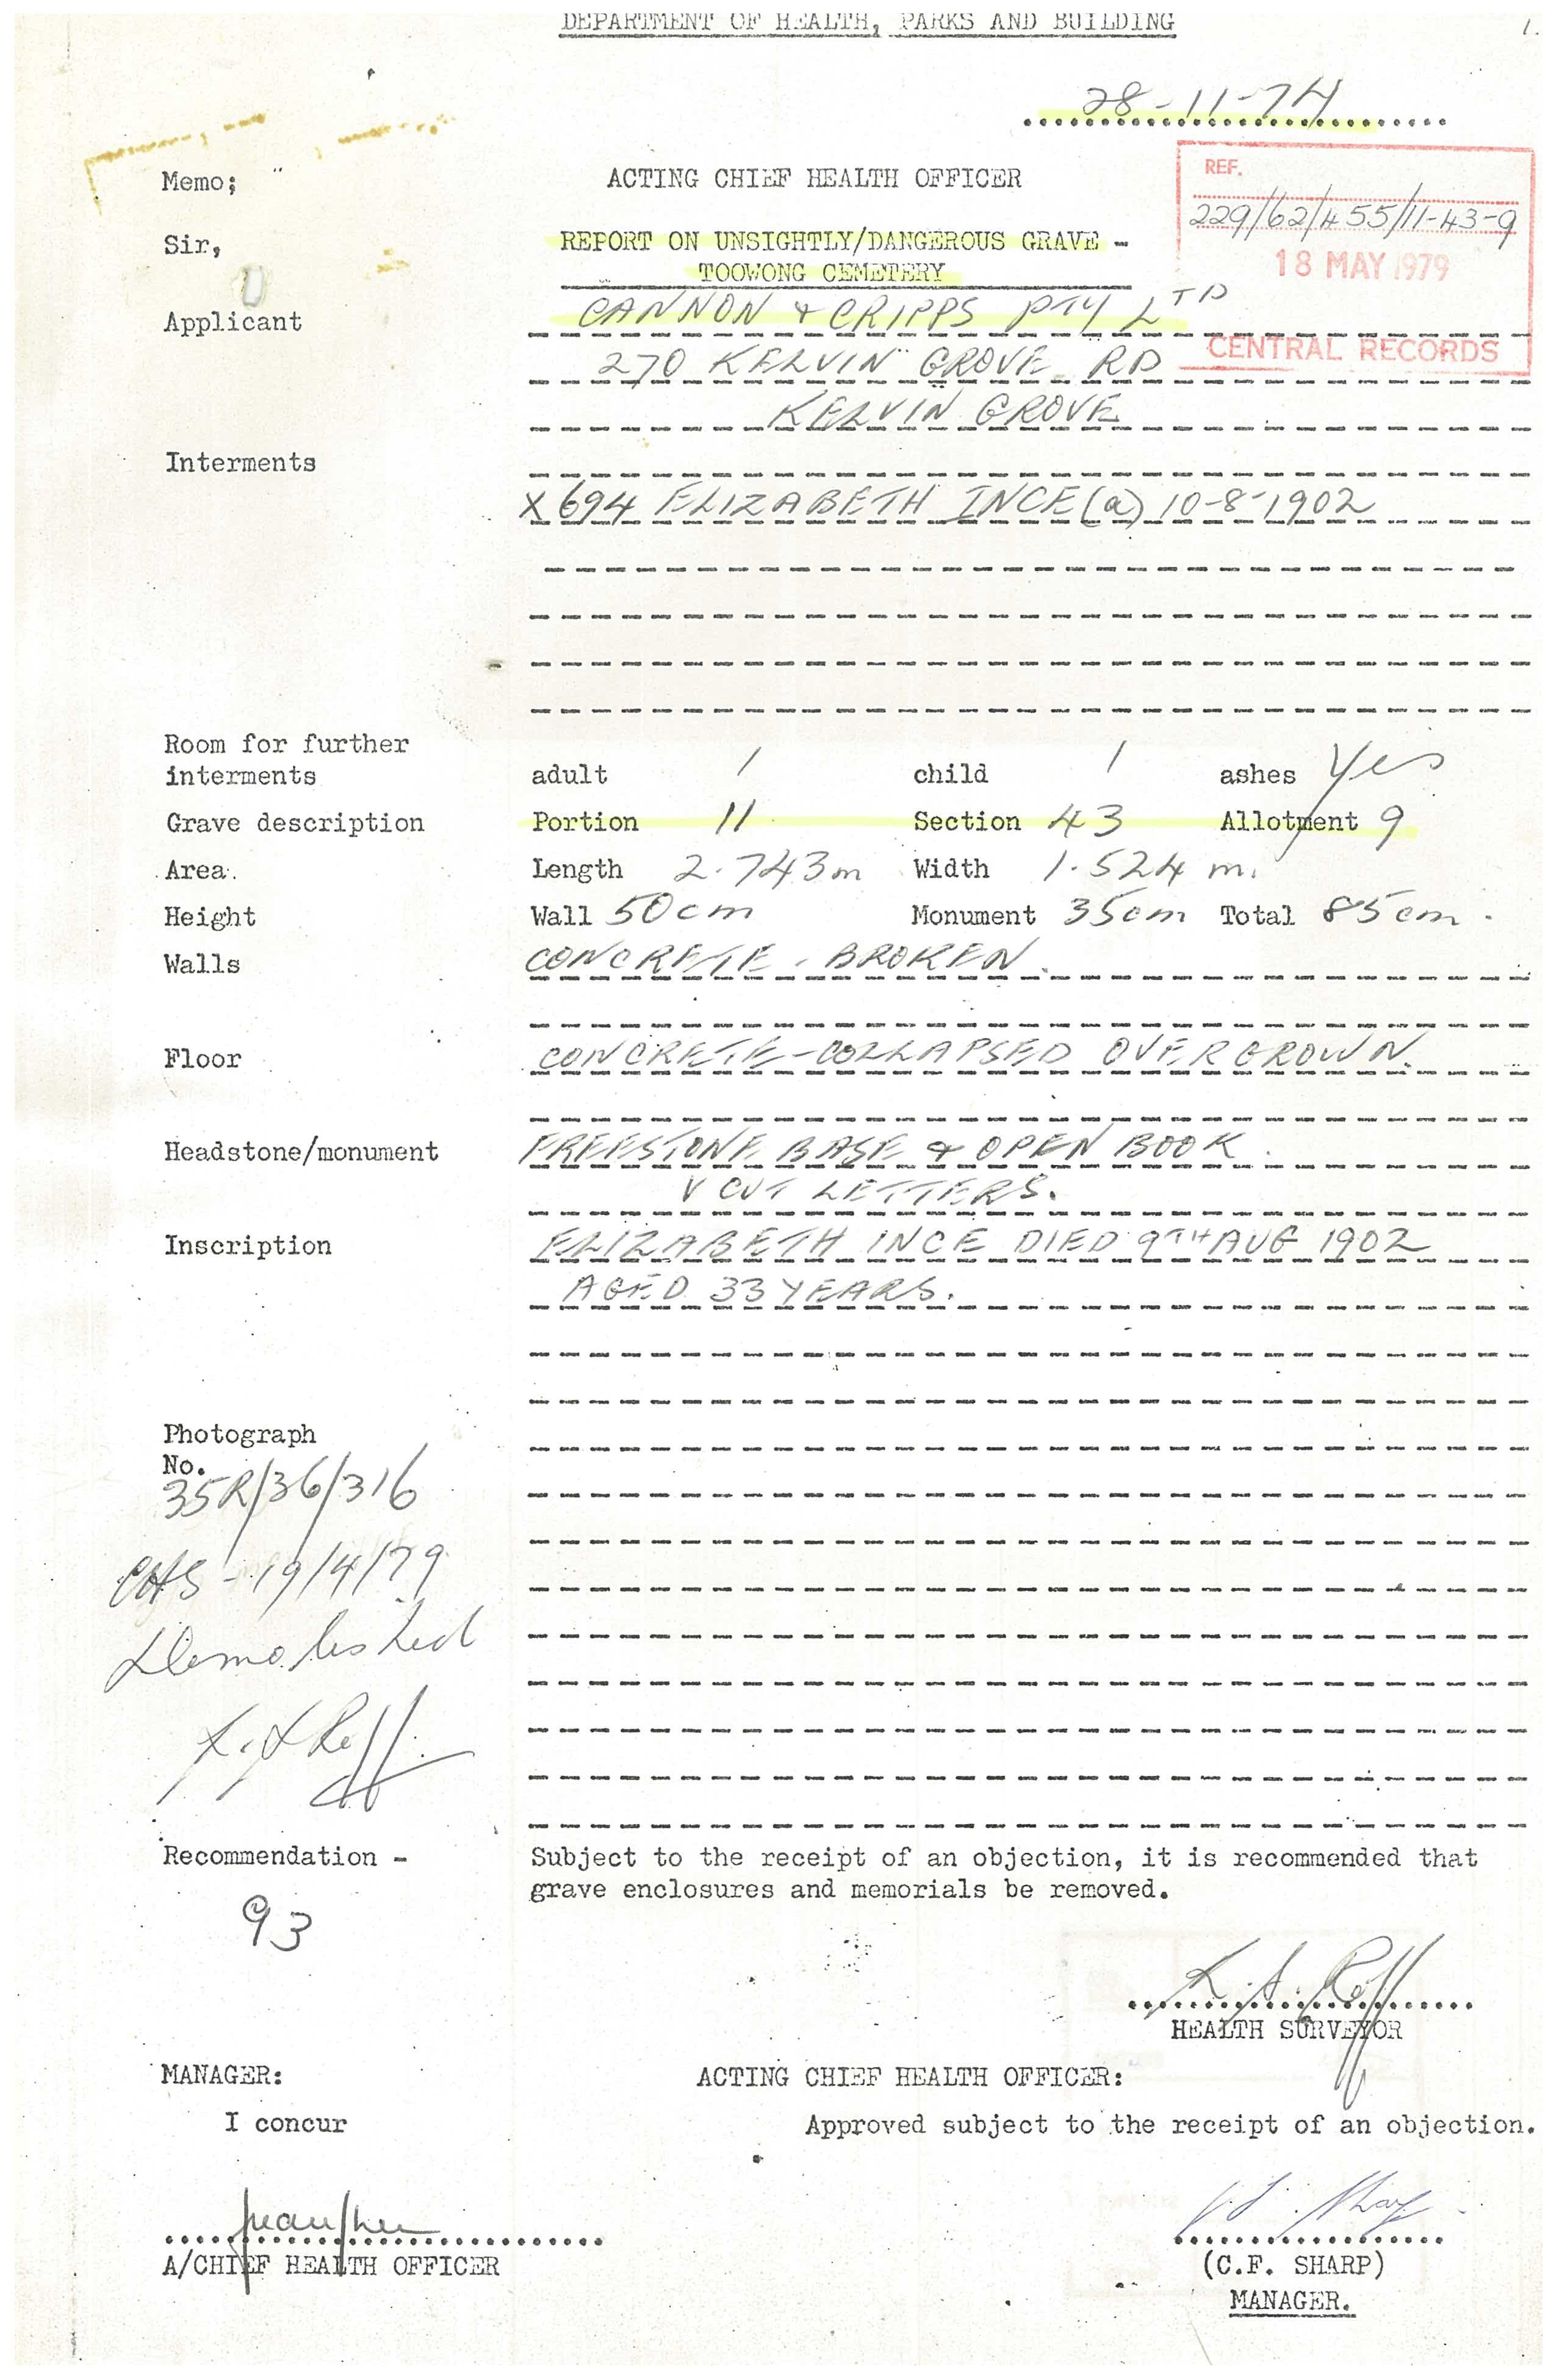 DEPARTMENT OF HEALTH, PARKS AND BUILDING
1.
28-11-74
Memo; ACTING CHIEF HEALTH OFFICER
REF.
229/62/455/11-43-9
18 MAY 1979
CENTRAL RECORDS
Sir, REPORT ON UNSIGHTLY/DANGEROUS GRAVE -
TOOWONG CEMETERY
Applicant CANNON & CRIPPS PTY LTD
270 KELVIN GROVE RD
KELVIN GROVE
Interments
X 694 ELIZABETH INCE (a) 10-8-1902
Room for further
interments adult 1 child 1 ashes Yes
Grave description Portion 11 Section 43 Allotment 9
Area. Length 2.743m Width 1.524 m.
Height Wall 50cm Monument 35cm Total 85cm.
Walls CONCRETE. BROKEN.
Floor CONCRETE-COLLAPSED OVERGROWN.
Headstone/monument FREESTONE BASE & OPEN BOOK.
V CUT LETTERS.
Inscription ELIZABETH INCE DIED 9TH AUG 1902
AGED 33 YEARS.
Photograph
No.
35R/36/316
19/4/79
Demolished
Recommendation - Subject to the receipt of an objection, it is recommended that
grave enclosures and memorials be removed.
93
HEALTH SURVEYOR
MANAGER: ACTING CHIEF HEALTH OFFICER:
I concur Approved subject to the receipt of an objection.
A/CHIEF HEALTH OFFICER (C.F. SHARP)
MANAGER.